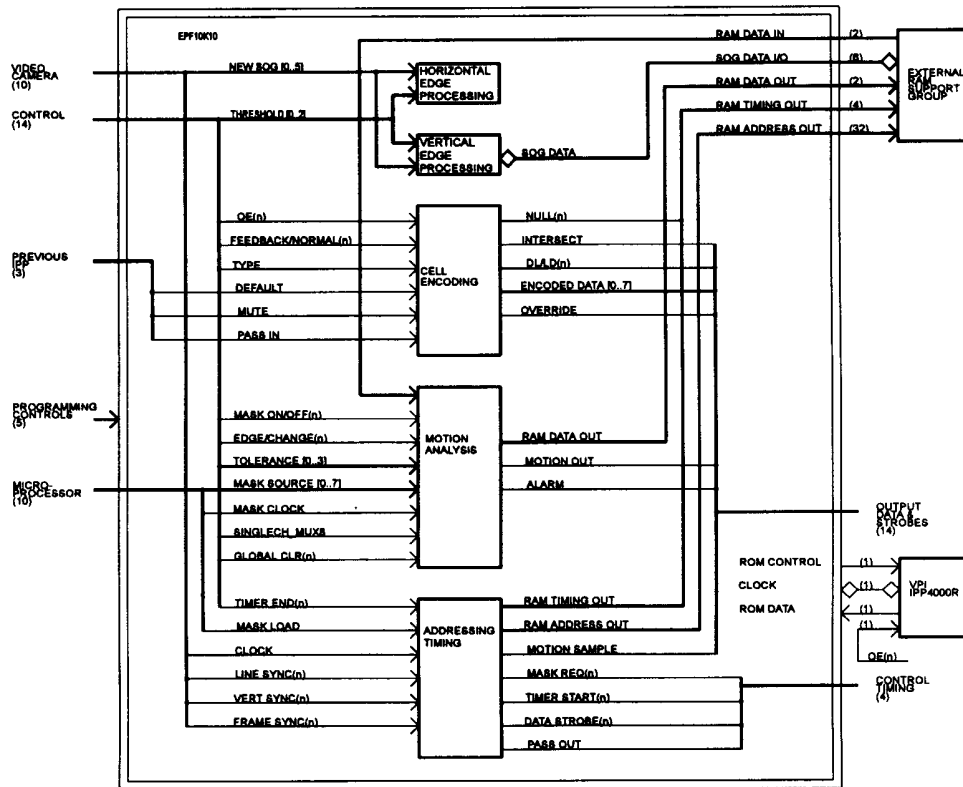 EPF10K10
RAM DATA IN (2)
VIDEO
CAMERA
(10)
NEW SOG [0..5]
HORIZONTAL
EDGE
PROCESSING
SOG DATA I/O (6)
EXTERNAL
RAM
SUPPORT
GROUP
RAM DATA OUT (2)
CONTROL
(14)
THRESHOLD [0..2]
RAM TIMING OUT (4)
RAM ADDRESS OUT (32)
VERTICAL
EDGE
PROCESSING
SOG DATA
OE(n)
FEEDBACK/NORMAL(n)
TYPE
DEFAULT
MUTE
PASS IN
CELL
ENCODING
NULL(n)
INTERSECT
DL/LD(n)
ENCODED DATA [0..7]
OVERRIDE
PREVIOUS
IPP
(3)
PROGRAMMING
CONTROLS
(5)
MASK ON/OFF(n)
EDGE/CHANGE(n)
TOLERANCE [0..3]
MASK SOURCE [0..7]
MASK CLOCK
SINGLECH_MUX8
GLOBAL CLR(n)
MOTION
ANALYSIS
RAM DATA OUT
MOTION OUT
ALARM
MICRO-
PROCESSOR
(10)
OUTPUT
DATA &
STROBES
(14)
ROM CONTROL (1)
CLOCK (1)
ROM DATA (1)
(1)
OE(n)
VPI
IPP4000R
TIMER END(n)
MASK LOAD
CLOCK
LINE SYNC(n)
VERT SYNC(n)
FRAME SYNC(n)
ADDRESSING
TIMING
RAM TIMING OUT
RAM ADDRESS OUT
MOTION SAMPLE
MASK REQ(n)
TIMER START(n)
DATA STROBE(n)
PASS OUT
CONTROL
TIMING
(4)